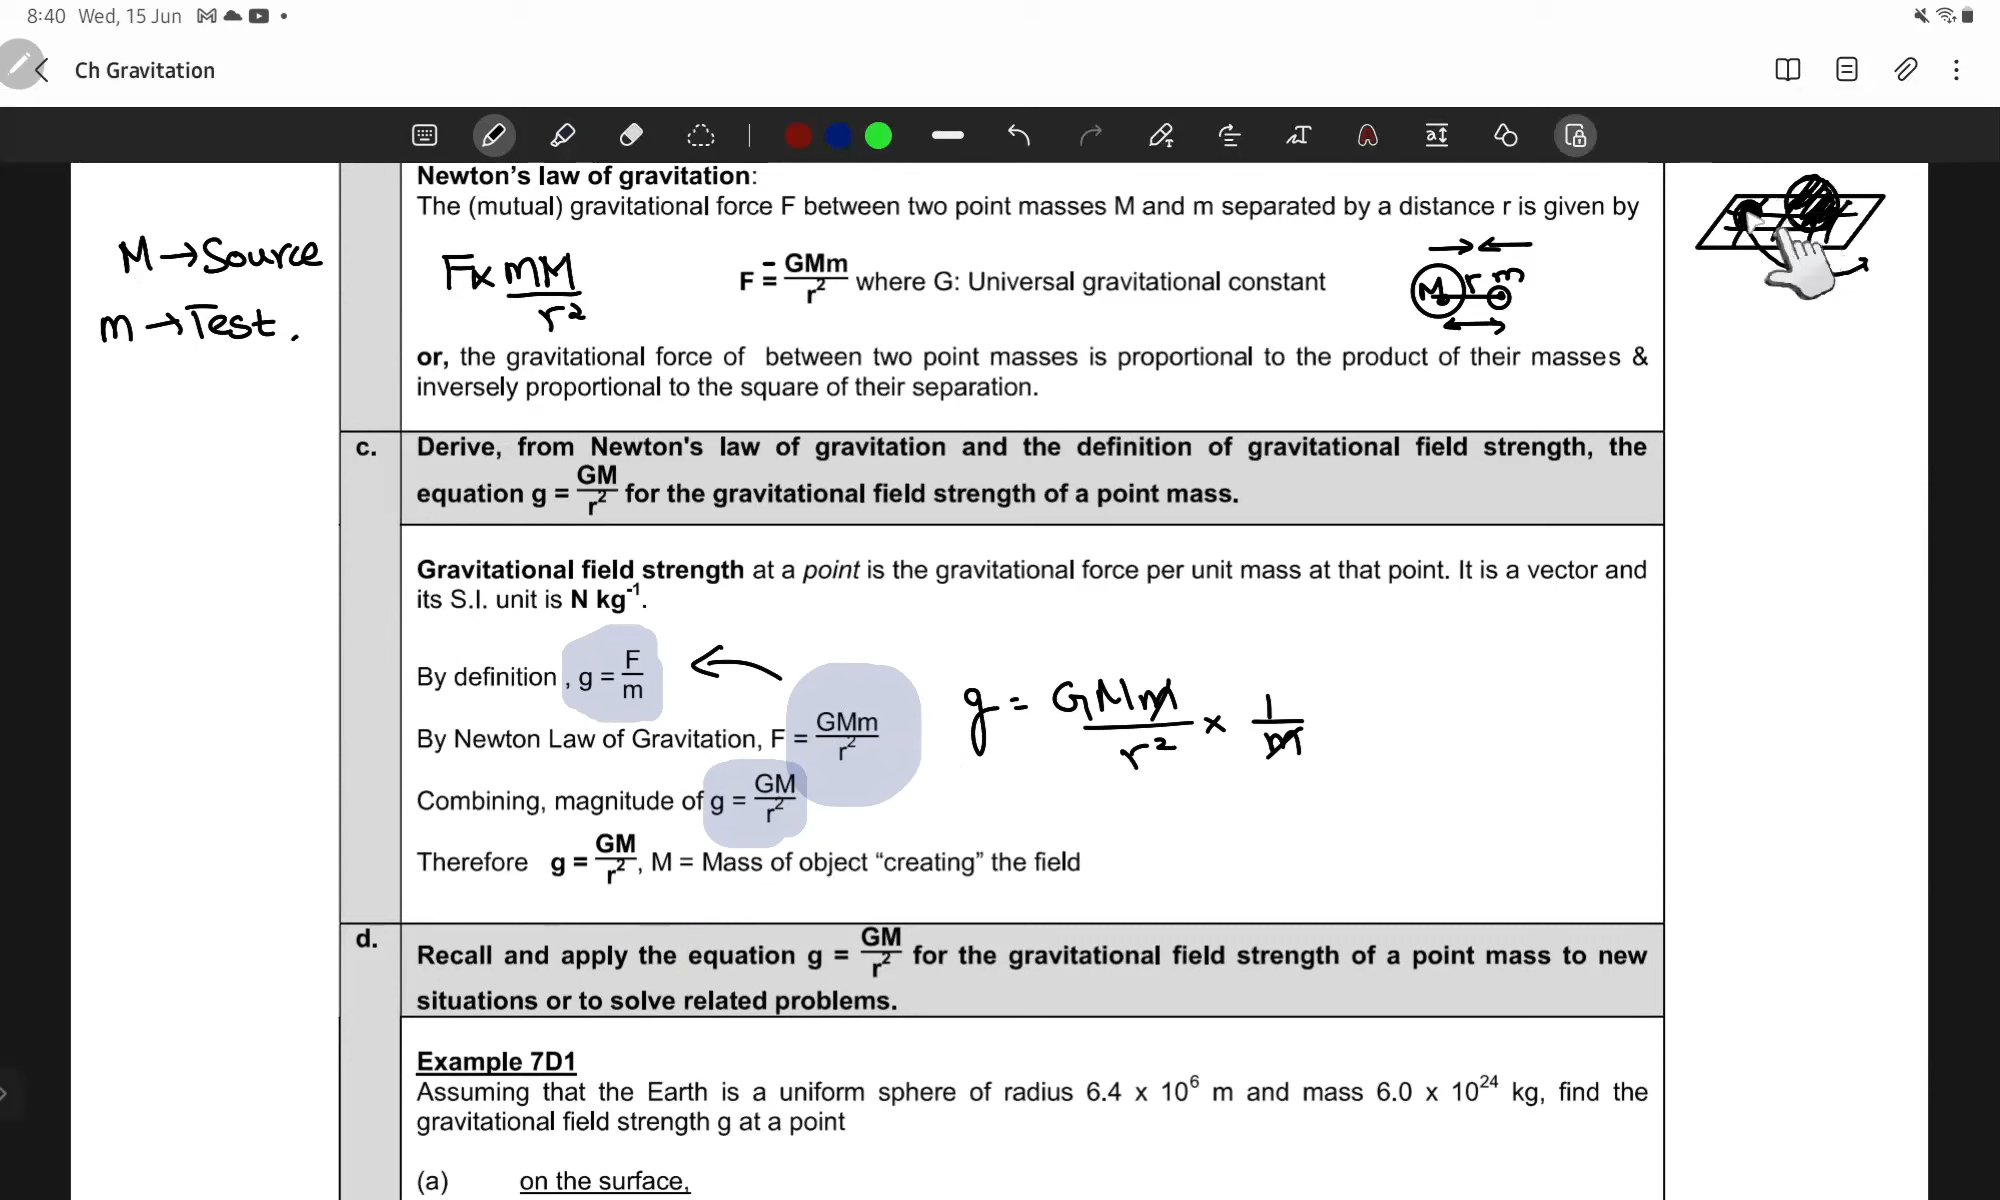 8:40 Wed, 15 Jun
Ch Gravitation
Newton's law of gravitation:
The (mutual) gravitational force F between two point masses M and m separated by a distance r is given by
M → Source
m → Test.
F ∝ mM / r²
F = - GMm / r² where G: Universal gravitational constant
M r m
or, the gravitational force of between two point masses is proportional to the product of their masses &
inversely proportional to the square of their separation.
c. Derive, from Newton's law of gravitation and the definition of gravitational field strength, the
equation g = GM / r² for the gravitational field strength of a point mass.
Gravitational field strength at a point is the gravitational force per unit mass at that point. It is a vector and
its S.I. unit is N kg⁻¹.
By definition , g = F / m
By Newton Law of Gravitation, F = GMm / r²
g = GMm / r² × 1 / m
Combining, magnitude of g = GM / r²
Therefore g = GM / r² , M = Mass of object “creating” the field
d. Recall and apply the equation g = GM / r² for the gravitational field strength of a point mass to new
situations or to solve related problems.
Example 7D1
Assuming that the Earth is a uniform sphere of radius 6.4 x 10⁶ m and mass 6.0 x 10²⁴ kg, find the
gravitational field strength g at a point
(a) on the surface,